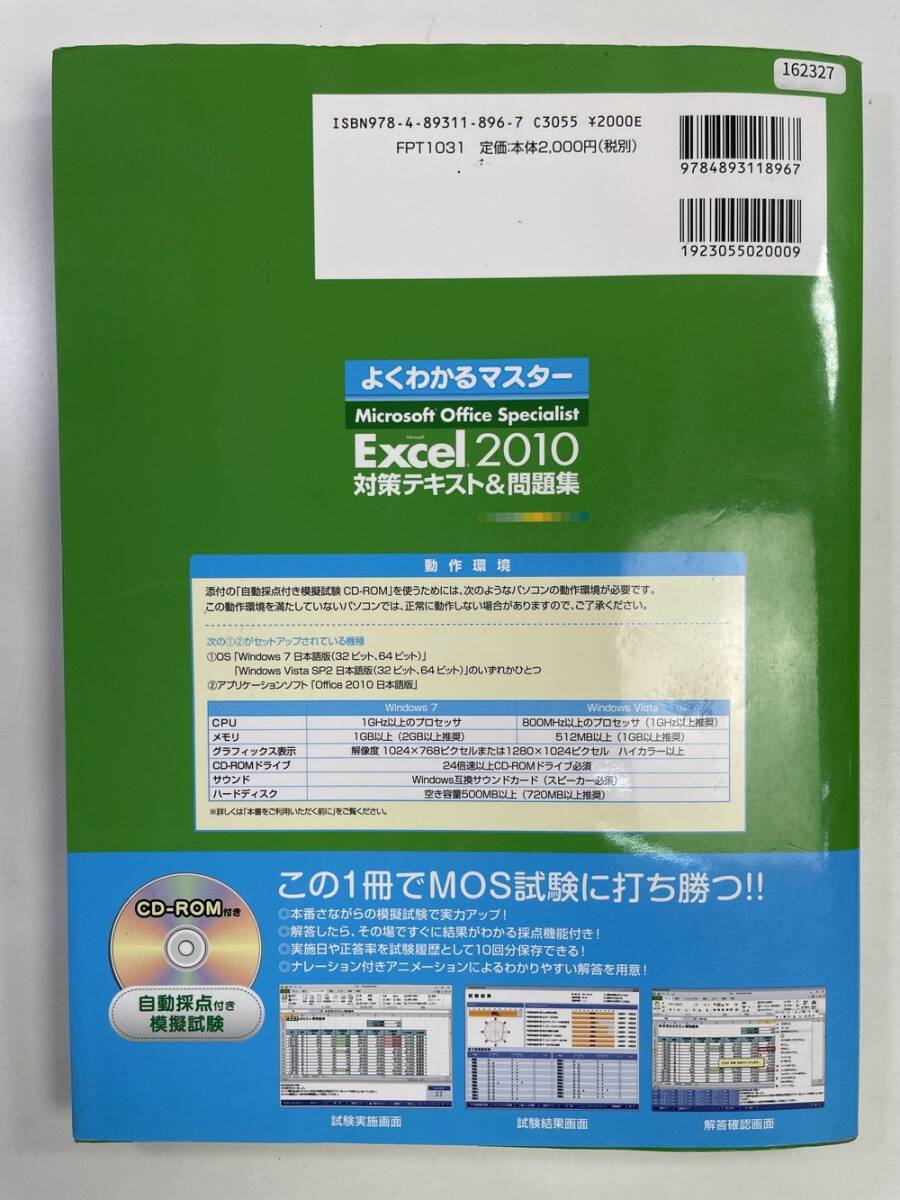 162327
ISBN978-4-89311-896-7 C3055 ¥2000E
FPT1031 定価:本体2,000円(税別)
9784893118967
1923055020009
よくわかるマスター
Microsoft Office Specialist
Microsoft
Excel 2010
対策テキスト&問題集
動作環境
添付の「自動採点付き模擬試験 CD-ROM」を使うためには、次のようなパソコンの動作環境が必要です。
この動作環境を満たしていないパソコンでは、正常に動作しない場合がありますので、ご了承ください。
次の①②がセットアップされている機種
①OS「Windows 7 日本語版(32ビット、64ビット)」
「Windows Vista SP2 日本語版(32ビット、64ビット)」のいずれかひとつ
②アプリケーションソフト「Office 2010 日本語版」
Windows 7 Windows Vista
CPU 1GHz以上のプロセッサ 800MHz以上のプロセッサ(1GHz以上推奨)
メモリ 1GB以上(2GB以上推奨) 512MB以上(1GB以上推奨)
グラフィックス表示 解像度 1024×768ピクセルまたは1280×1024ピクセル ハイカラー以上
CD-ROMドライブ 24倍速以上CD-ROMドライブ必須
サウンド Windows互換サウンドカード(スピーカー必須)
ハードディスク 空き容量500MB以上(720MB以上推奨)
※詳しくは「本書をご利用いただく前に」をご覧ください。
この1冊でMOS試験に打ち勝つ!!
CD-ROM付き
◎本番さながらの模擬試験で実力アップ!
◎解答したら、その場ですぐに結果がわかる採点機能付き!
◎実施日や正答率を試験履歴として10回分保存できる!
◎ナレーション付きアニメーションによるわかりやすい解答を用意!
自動採点付き
模擬試験
試験結果
試験実施画面
試験結果画面
解答確認画面